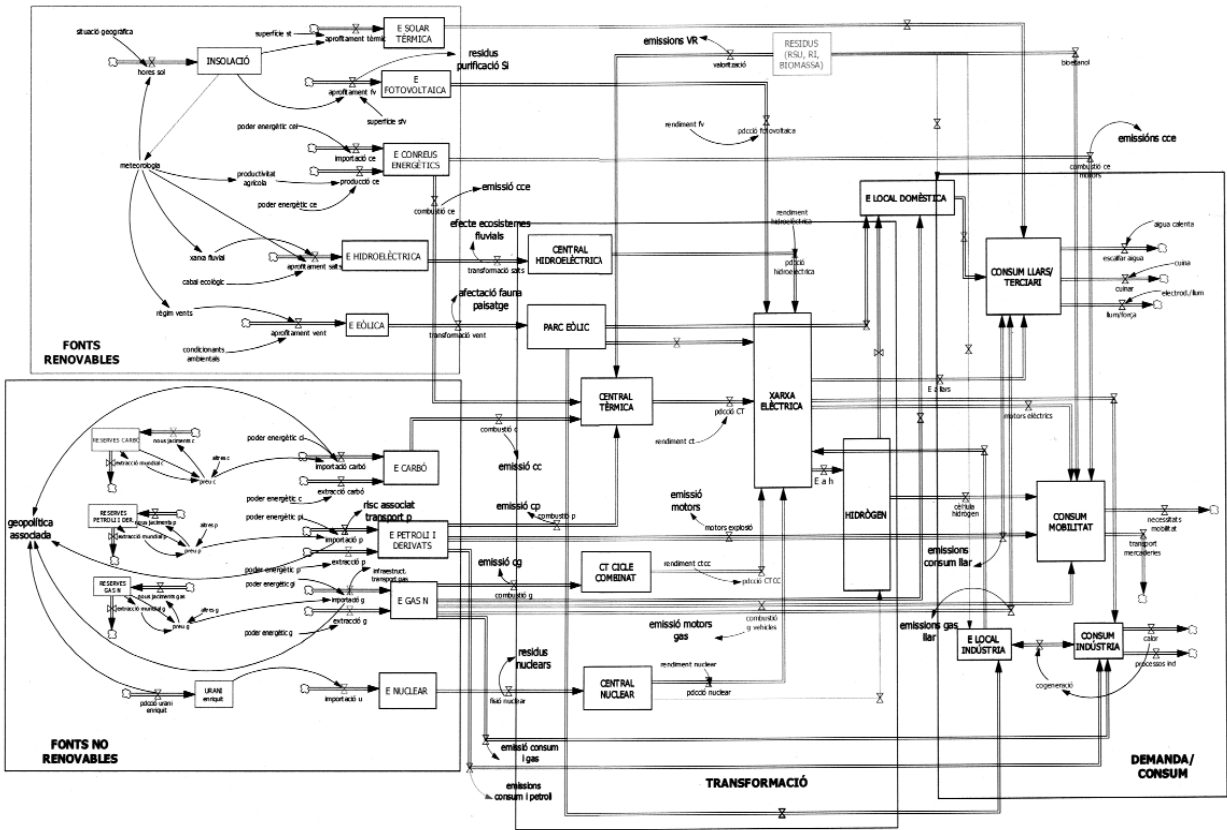 situació geogràfica
hores sol
INSOLACIÓ
superfície st
aprofitament tèrmic
E SOLAR
TÈRMICA
residus
purificació Si
aprofitament fv
E
FOTOVOLTAICA
superfície sfv
meteorologia
poder energètic cei
importació ce
E CONREUS
ENERGÈTICS
productivitat
agrícola
producció ce
poder energètic ce
combustió ce
emissió cce
xarxa fluvial
aprofitament salts
cabal ecològic
E HIDROELÈCTRICA
efecte ecosistemes
fluvials
transformació salts
CENTRAL
HIDROELÈCTRICA
règim vents
aprofitament vent
condicionants
ambientals
E EÒLICA
afectació fauna
paisatge
transformació vent
PARC EÒLIC
FONTS
RENOVABLES
emissions VR
valorització
RESIDUS
(RSU, RI,
BIOMASSA)
bioetanol
rendiment fv
pdcció fotovoltaica
emissións cce
combustió ce
motors
E LOCAL DOMÈSTICA
rendiment
hidroelèctrica
pdcció
hidroelèctrica
CONSUM LLARS/
TERCIARI
aigua calenta
escalfar aigua
cuina
cuinar
electrod./llum
llum/força
CENTRAL
TÈRMICA
pdcció CT
rendiment ct
XARXA
ELÈCTRICA
E a llars
motors elèctrics
geopolítica
associada
RESERVES CARBÓ
nous jaciments c
extracció mundial c
altres c
preu c
poder energètic ci
importació carbó
E CARBÓ
extracció carbó
poder energètic c
combustió c
emissió cc
RESERVES
PETROLI I DER
nous jaciments p
extracció mundial p
altres p
preu p
poder energètic pi
risc associat
transport p
importació p
E PETROLI I
DERIVATS
extracció p
poder energètic p
emissió cp
combustió p
RESERVES
GAS N
nous jaciments gas
extracció mundial g
altres g
preu g
poder energètic gi
infraestruct.
transport gas
importació g
E GAS N
extracció g
poder energètic g
emissió cg
combustió g
CT CICLE
COMBINAT
rendiment ctcc
pdcció CTCC
emissió
motors
motors explosió
E a h
HIDRÒGEN
cèl·lula
hidrògen
CONSUM
MOBILITAT
necessitats
mobilitat
transport
mercaderies
emissions
consum llar
combustió
g vehicles
emissió motors
gas
emissions gas
llar
E LOCAL
INDÚSTRIA
cogeneració
CONSUM
INDÚSTRIA
calor
processos ind
pdcció urani
enriquit
URANI
enriquit
importació u
E NUCLEAR
residus
nuclears
fisió nuclear
CENTRAL
NUCLEAR
rendiment nuclear
pdcció nuclear
emissió consum
i gas
emissions
consum i petroli
FONTS NO
RENOVABLES
TRANSFORMACIÓ
DEMANDA/
CONSUM